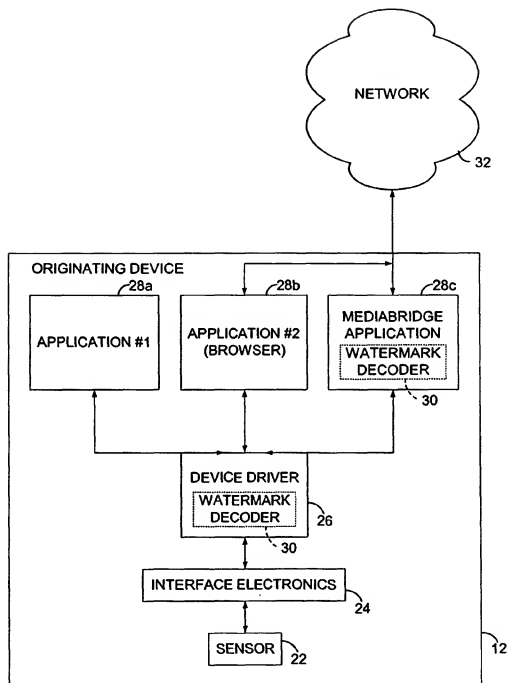 NETWORK
32
ORIGINATING DEVICE
28a
28b
28c
APPLICATION #1
APPLICATION #2
(BROWSER)
MEDIABRIDGE
APPLICATION
WATERMARK
DECODER
30
DEVICE DRIVER
WATERMARK
DECODER
26
30
INTERFACE ELECTRONICS
24
SENSOR
22
12